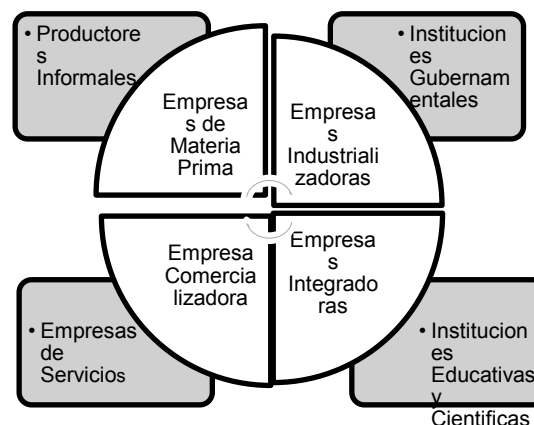 • Productore
s
Informales
• Institucion
es
Gubernam
entales
Empresa
s de
Materia
Prima
Empresa
s
Industriali
zadoras
Empresa
Comercia
lizadora
Empresa
s
Integrado
ras
• Empresas
de
Servicios
• Institucion
es
Educativas
y
Cientificas